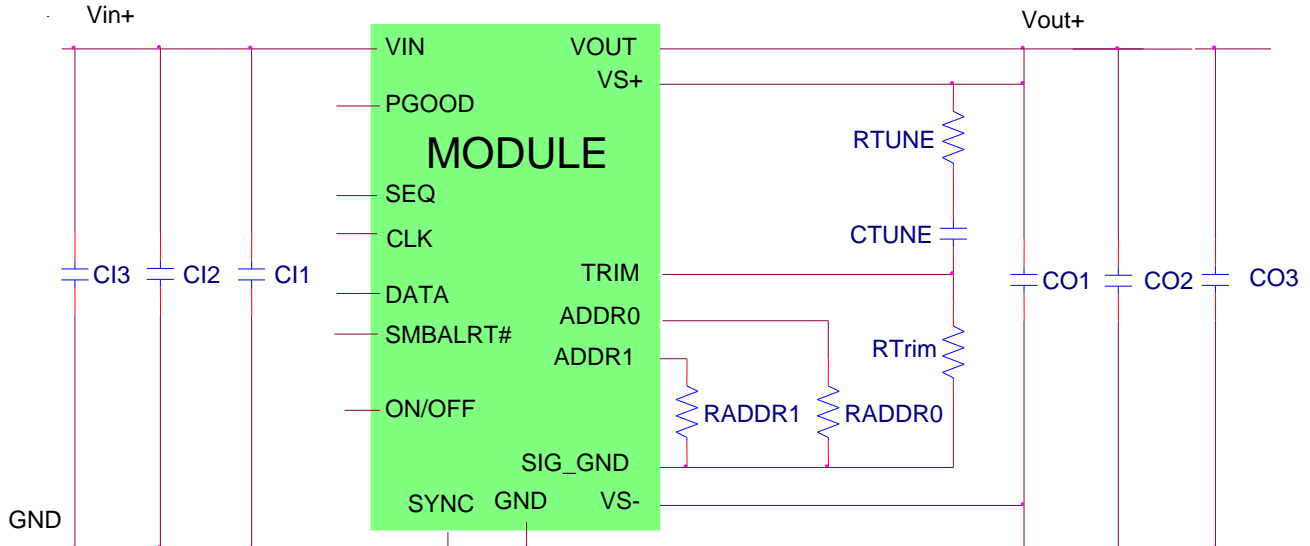 Vin+
Vout+
VIN
VOUT
VS+
PGOOD
MODULE
RTUNE
SEQ
CLK
CTUNE
TRIM
CI3
CI2
CI1
CO1
CO2
CO3
DATA
ADDR0
SMBALRT#
ADDR1
RTrim
ON/OFF
RADDR1
RADDR0
SIG_GND
SYNC
GND
VS-
GND